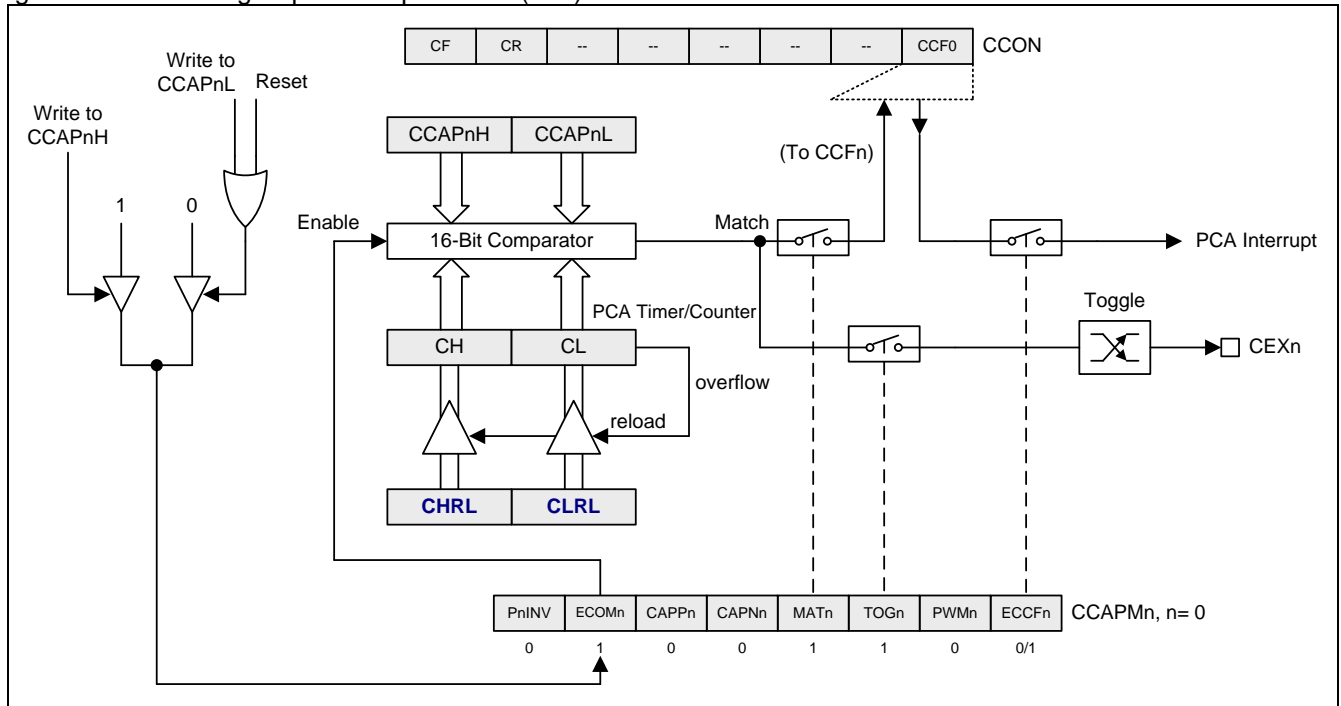 CF CR -- -- -- -- -- CCF0 CCON
Write to
CCAPnL
Reset
Write to
CCAPnH
CCAPnH CCAPnL
(To CCFn)
1 0
Enable
16-Bit Comparator
Match
PCA Interrupt
PCA Timer/Counter
Toggle
CH CL
CEXn
overflow
reload
CHRL CLRL
PnINV ECOMn CAPPn CAPNn MATn TOGn PWMn ECCFn CCAPMn, n= 0
0 1 0 0 1 1 0 0/1